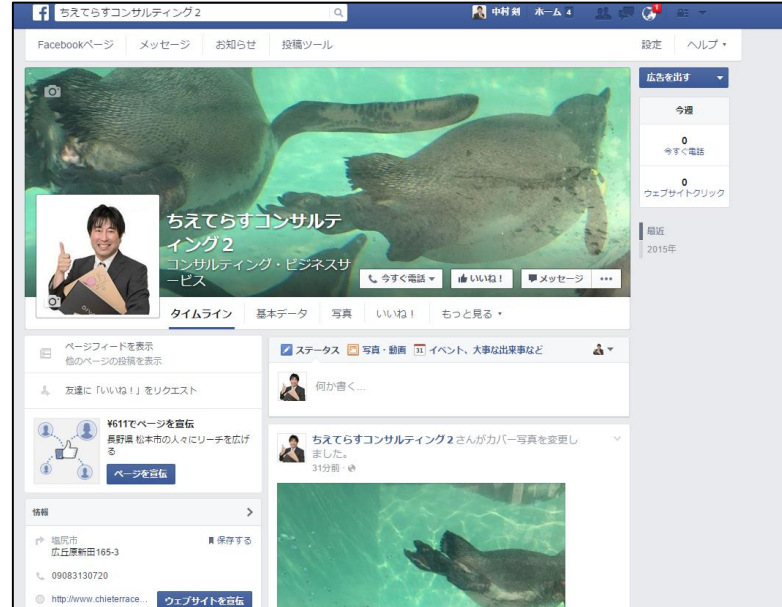 ちえてらすコンサルティング2
中村 剣 ホーム 4
1
Facebookページ メッセージ お知らせ 投稿ツール 設定 ヘルプ
広告を出す
今週
0
今すぐ電話
0
ウェブサイトクリック
最近
2015年
ちえてらすコンサルテ
ィング2
コンサルティング・ビジネスサ
ービス
今すぐ電話 いいね！ メッセージ •••
タイムライン 基本データ 写真 いいね！ もっと見る
ページフィードを表示
他のページの投稿を表示
友達に「いいね！」をリクエスト
¥611でページを宣伝
長野県 松本市の人々にリーチを広げ
る
ページを宣伝
情報
塩尻市
広丘原新田165-3
保存する
09083130720
http://www.chieterrace...
ウェブサイトを宣伝
ステータス 写真・動画 31 イベント、大事な出来事など
何か書く...
ちえてらすコンサルティング2さんがカバー写真を変更し
ました。
31分前 ·